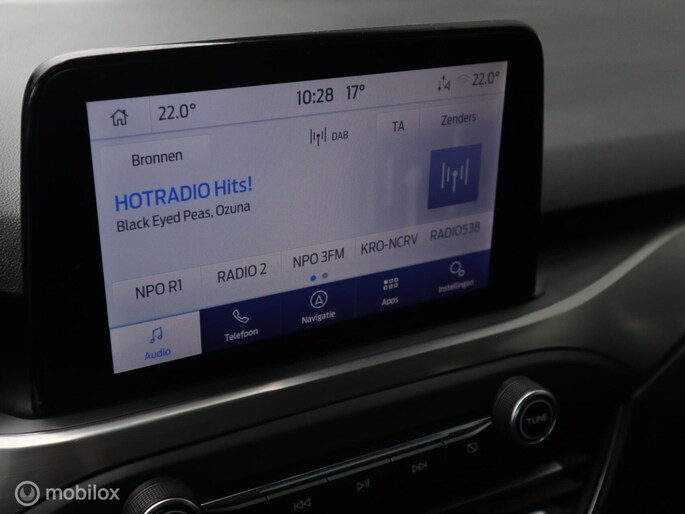 22.0° 10:28 17° 4 22.0°
Bronnen DAB TA Zenders
HOTRADIO Hits!
Black Eyed Peas, Ozuna
NPO R1 RADIO 2 NPO 3FM KRO-NCRV RADIO538
Audio Telefoon Navigatie Apps Instellingen
TUNE
mobilox